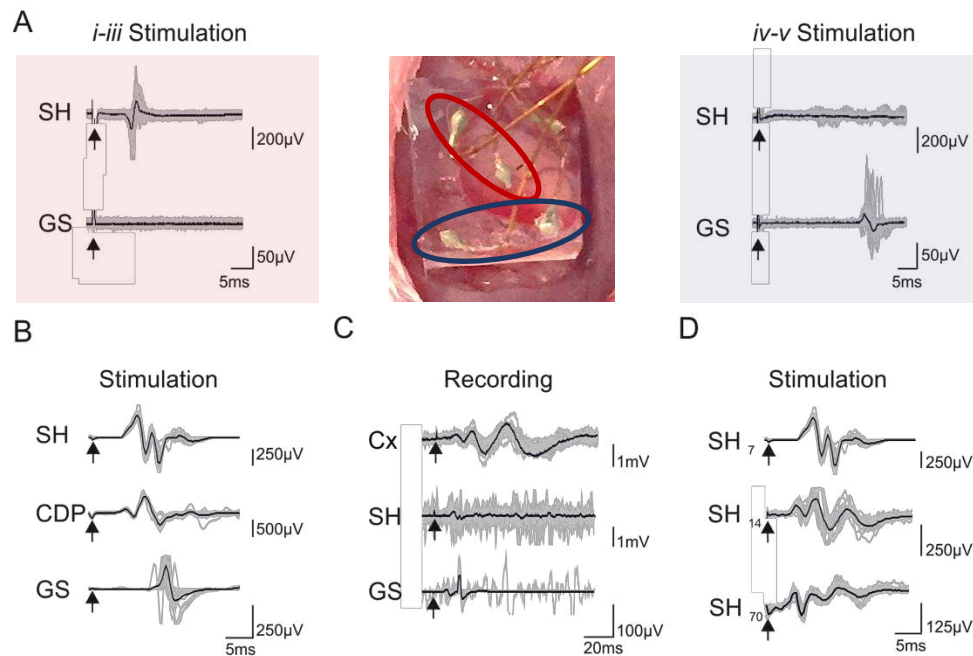 A
i-iii Stimulation
SH
200µV
GS
50µV
5ms
iv-v Stimulation
SH
200µV
GS
50µV
5ms
B
Stimulation
SH
250µV
CDP
500µV
GS
250µV
5ms
C
Recording
Cx
1mV
SH
1mV
GS
100µV
20ms
D
Stimulation
SH 7
250µV
SH 14
250µV
SH 70
125µV
5ms